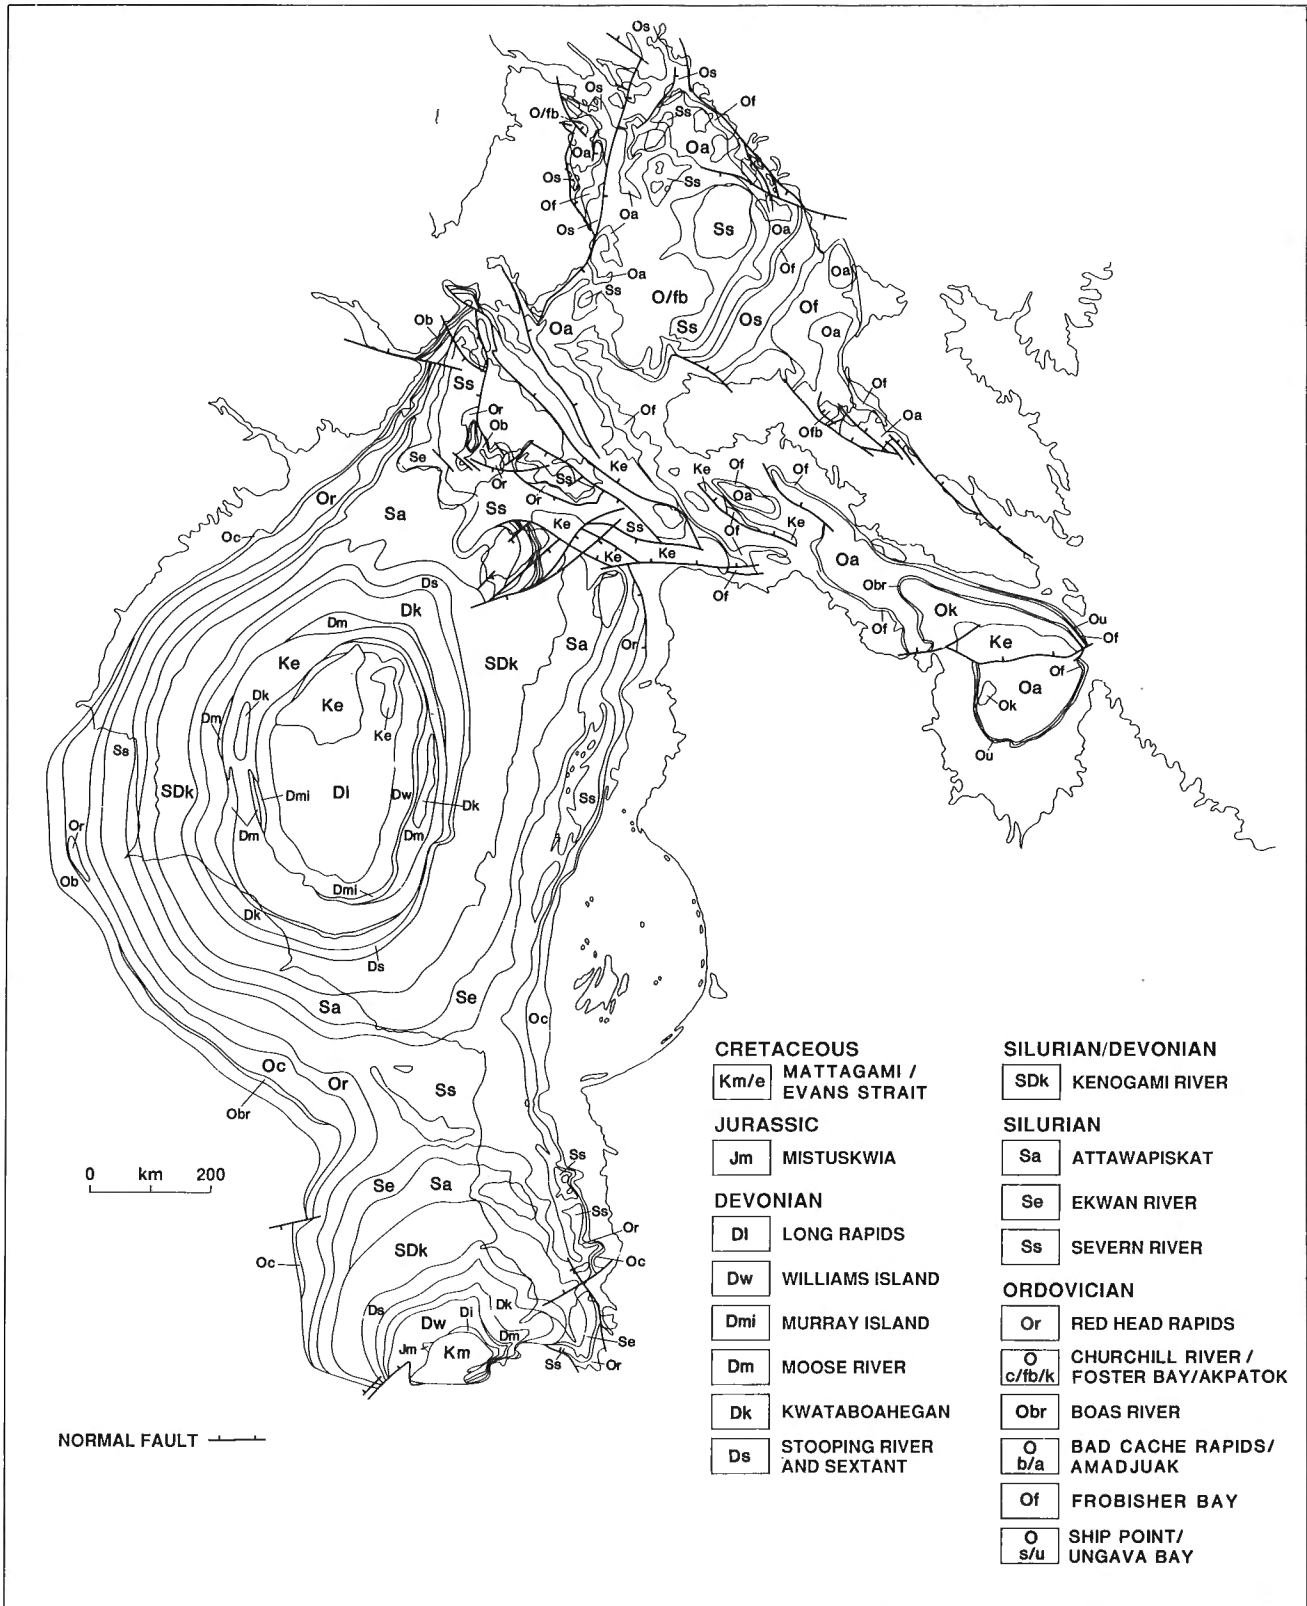 Os
Os
Os
Of
O/fb
Ss
Oa
Oa
Os
Ss
Of
Oa
Os
Ss
Oa
Of
Oa
Oa
Ss
O/fb
Of
Ob
Oa
Ss
Os
Oa
Ss
Of
Or
Of
Oa
Ob
Ofb
Se
Ke
Ke
Of
Of
Ss
Or
Oa
Or
Or
Sa
Ss
Ke
Ss
Of
Ke
Oc
Ke
Ke
Oa
Ds
Obr
Of
Dk
Ok
Ou
Dm
Of
Sa
Or
Ke
Of
Ke
SDk
Of
Dk
Oa
Ke
Ok
Dm
Ke
Ss
Ou
SDk
Dl
Dmi
Dw
Dk
Ss
Or
Dm
Dm
Ob
Dmi
Dk
Ds
Se
Sa
Oc
Oc
Or
Ss
Obr
Ss
Se
Sa
Ss
Or
SDk
Oc
Oc
Ds
Dk
Di
Dw
Dm
Se
Jm
Km
Ss
Or
0 km 200
NORMAL FAULT
CRETACEOUS
Km/e MATTAGAMI /
EVANS STRAIT
JURASSIC
Jm MISTUSKWIA
DEVONIAN
Dl LONG RAPIDS
Dw WILLIAMS ISLAND
Dmi MURRAY ISLAND
Dm MOOSE RIVER
Dk KWATABOAHEGAN
Ds STOOPING RIVER
AND SEXTANT
SILURIAN/DEVONIAN
SDk KENOGAMI RIVER
SILURIAN
Sa ATTAWAPISKAT
Se EKWAN RIVER
Ss SEVERN RIVER
ORDOVICIAN
Or RED HEAD RAPIDS
O CHURCHILL RIVER /
c/fb/k FOSTER BAY/AKPATOK
Obr BOAS RIVER
O BAD CACHE RAPIDS/
b/a AMADJUAK
Of FROBISHER BAY
O SHIP POINT/
s/u UNGAVA BAY